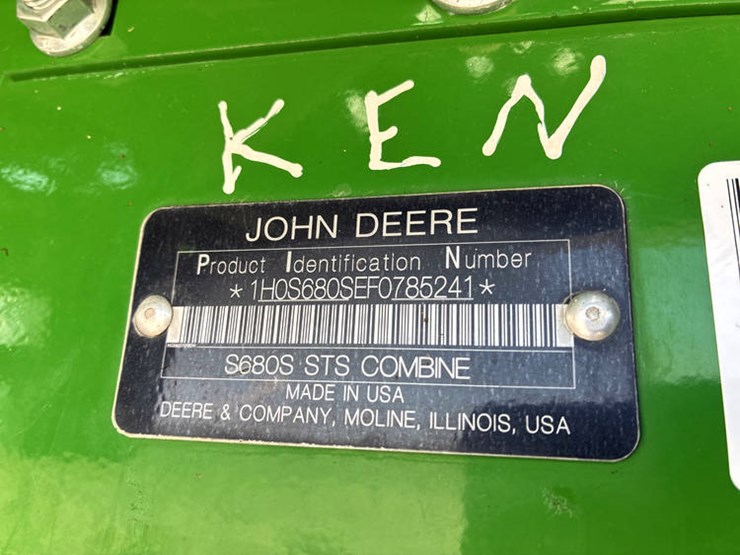 KEN
JOHN DEERE
Product Identification Number
*1H0S680SEF0785241*
S680S STS COMBINE
MADE IN USA
DEERE & COMPANY, MOLINE, ILLINOIS, USA